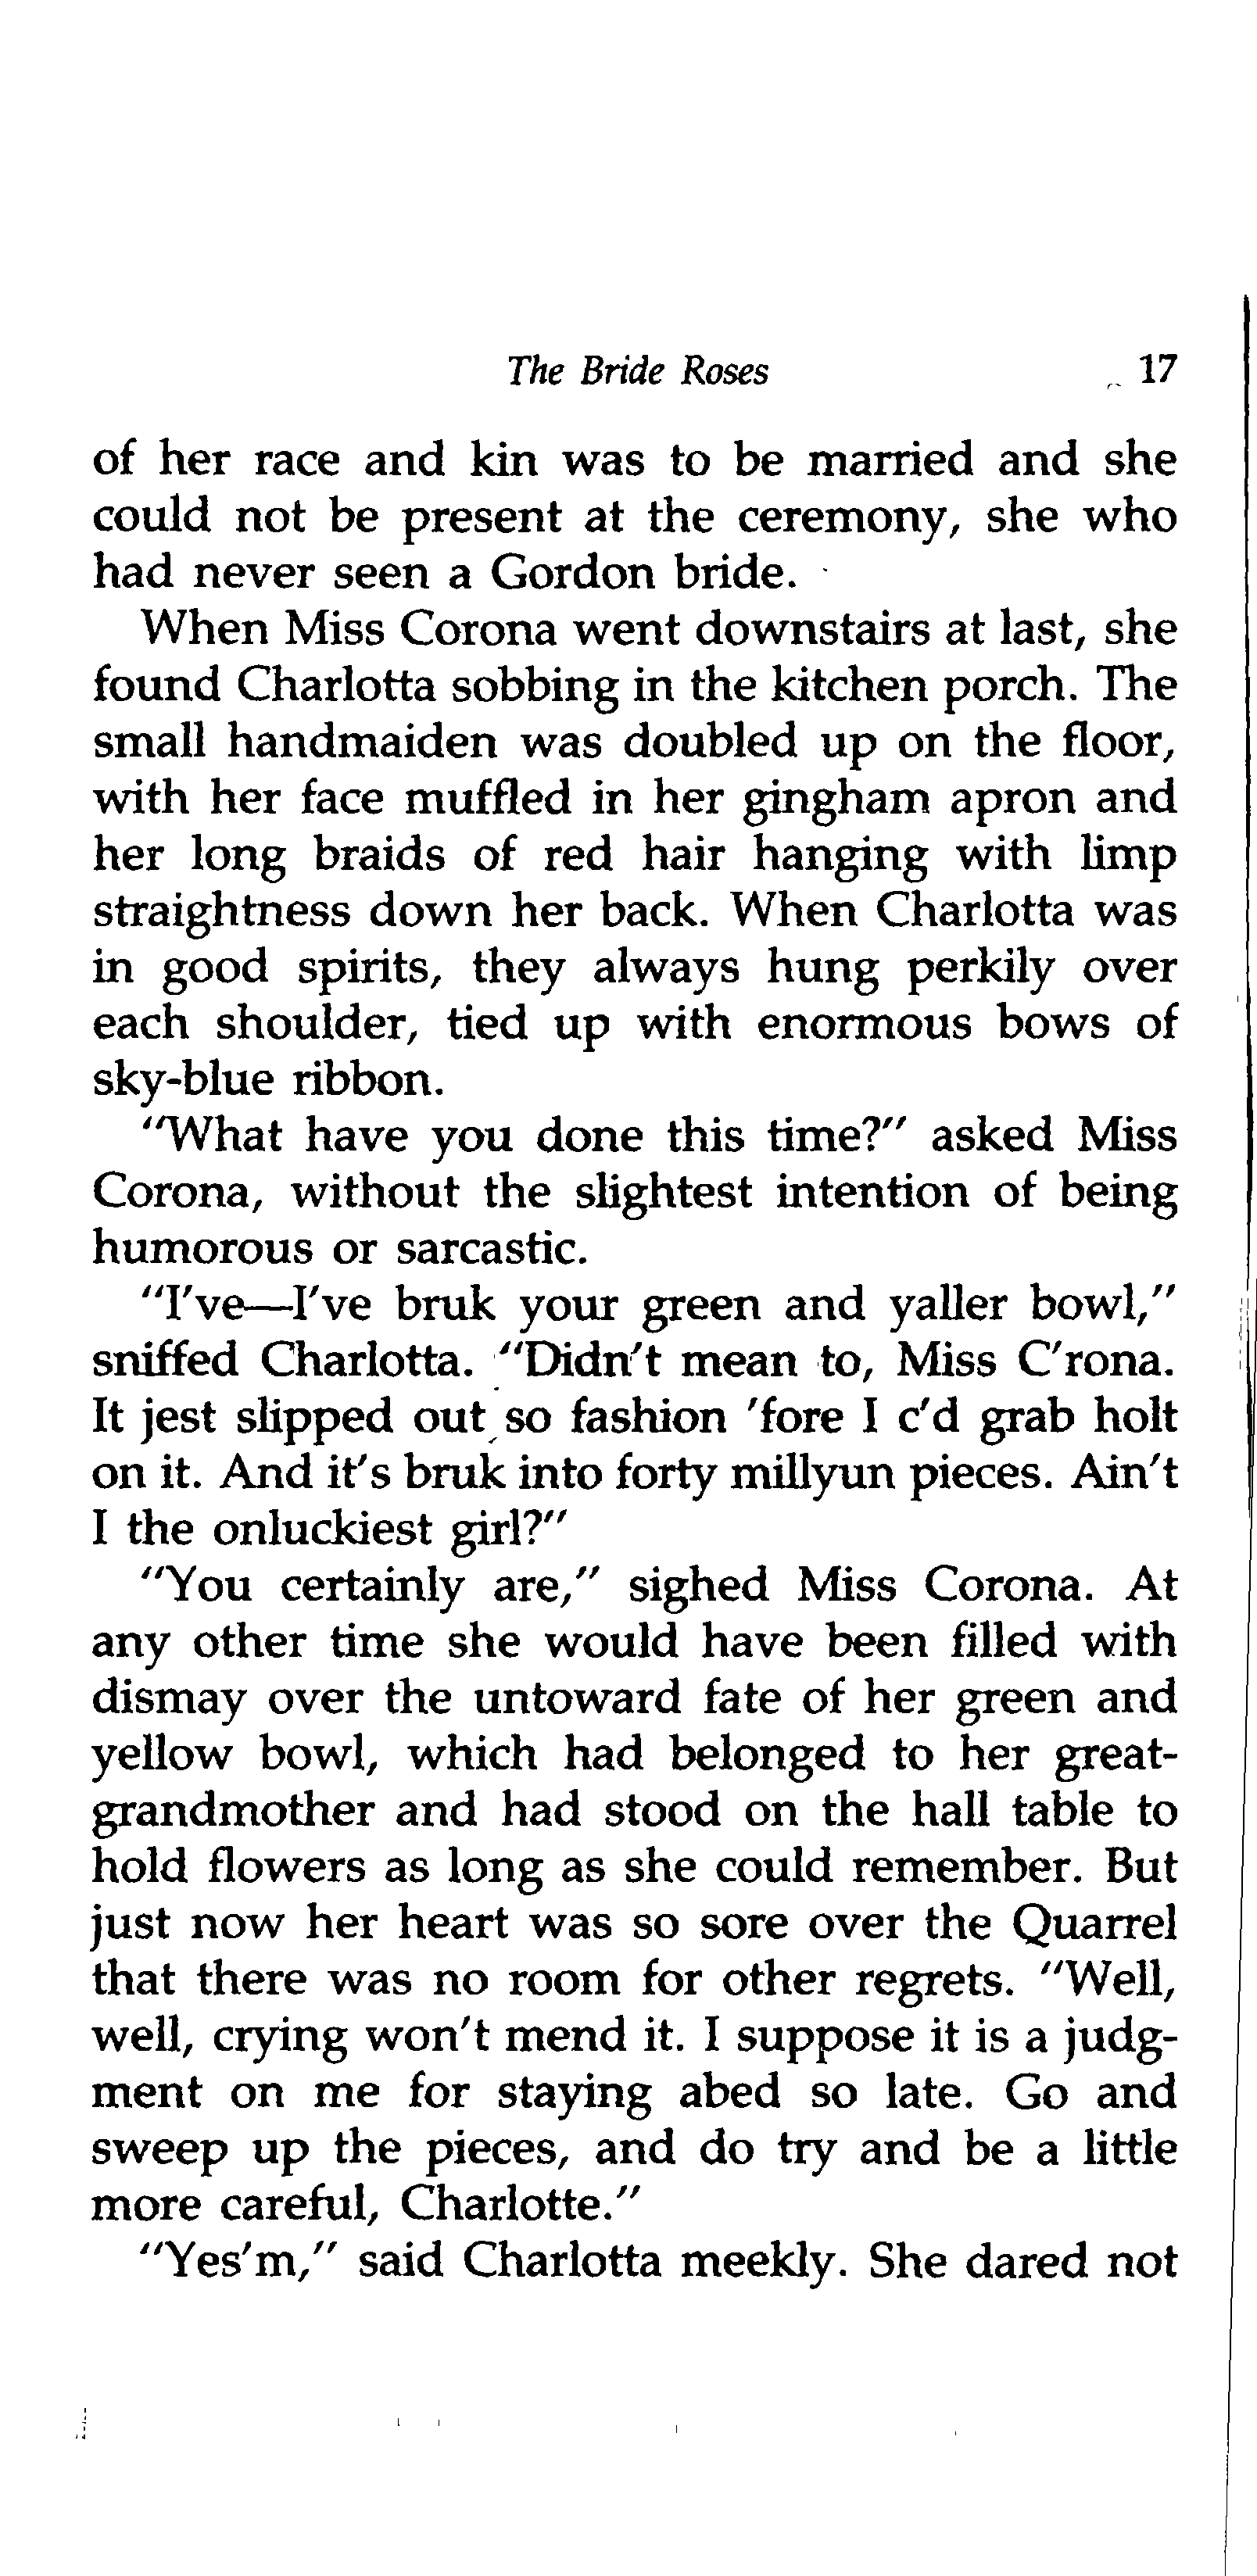 The Bride Roses 17
of her race and kin was to be married and she
could not be present at the ceremony, she who
had never seen a Gordon bride.
When Miss Corona went downstairs at last, she
found Charlotta sobbing in the kitchen porch. The
small handmaiden was doubled up on the floor,
with her face muffled in her gingham apron and
her long braids of red hair hanging with limp
straightness down her back. When Charlotta was
in good spirits, they always hung perkily over
each shoulder, tied up with enormous bows of
sky-blue ribbon.
"What have you done this time?" asked Miss
Corona, without the slightest intention of being
humorous or sarcastic.
"I've—I've bruk your green and yaller bowl,"
sniffed Charlotta. "Didn't mean to, Miss C'rona.
It jest slipped out so fashion 'fore I c'd grab holt
on it. And it's bruk into forty millyun pieces. Ain't
I the onluckiest girl?"
"You certainly are," sighed Miss Corona. At
any other time she would have been filled with
dismay over the untoward fate of her green and
yellow bowl, which had belonged to her great-
grandmother and had stood on the hall table to
hold flowers as long as she could remember. But
just now her heart was so sore over the Quarrel
that there was no room for other regrets. "Well,
well, crying won't mend it. I suppose it is a judg-
ment on me for staying abed so late. Go and
sweep up the pieces, and do try and be a little
more careful, Charlotte."
"Yes'm," said Charlotta meekly. She dared not